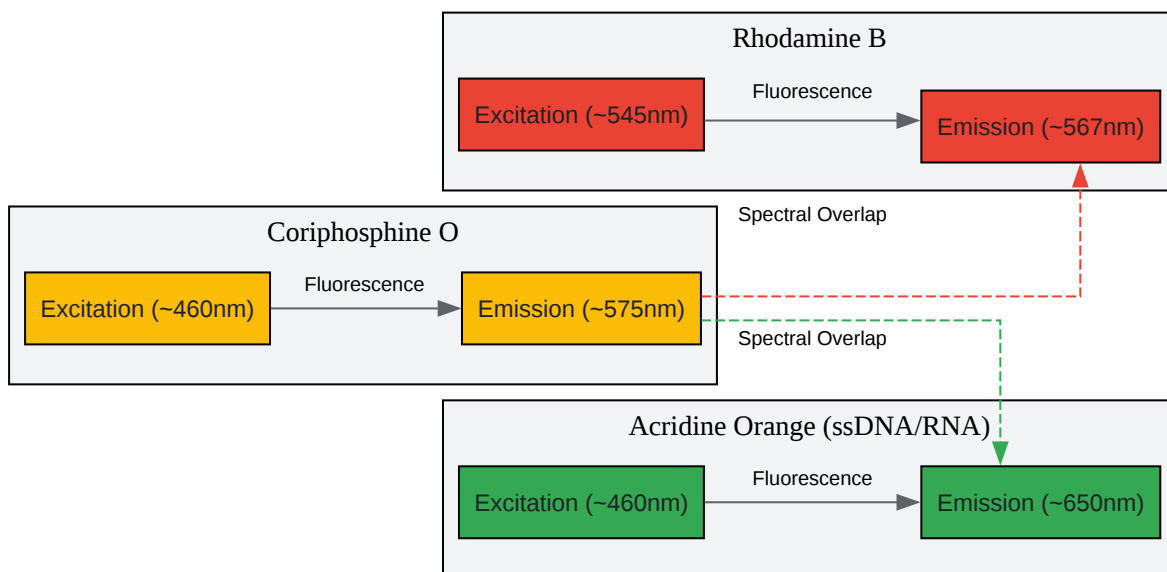 Rhodamine B
Excitation (~545nm)
Fluorescence
Emission (~567nm)
Spectral Overlap
Coriphosphine O
Excitation (~460nm)
Fluorescence
Emission (~575nm)
Spectral Overlap
Acridine Orange (ssDNA/RNA)
Excitation (~460nm)
Fluorescence
Emission (~650nm)